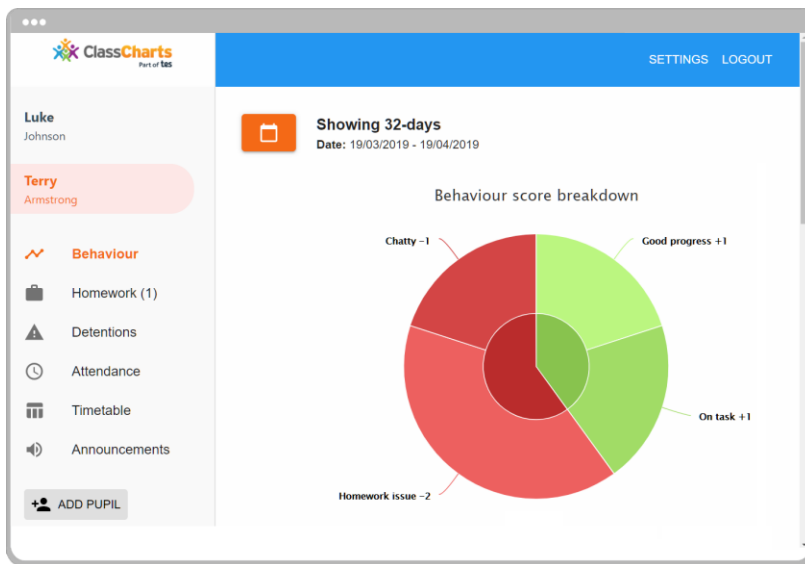 ClassCharts
Part of tes
SETTINGS LOGOUT
Luke
Johnson
Terry
Armstrong
Behaviour
Homework (1)
Detentions
Attendance
Timetable
Announcements
ADD PUPIL
Showing 32-days
Date: 19/03/2019 - 19/04/2019
Behaviour score breakdown
Chatty -1
Good progress +1
On task +1
Homework issue -2